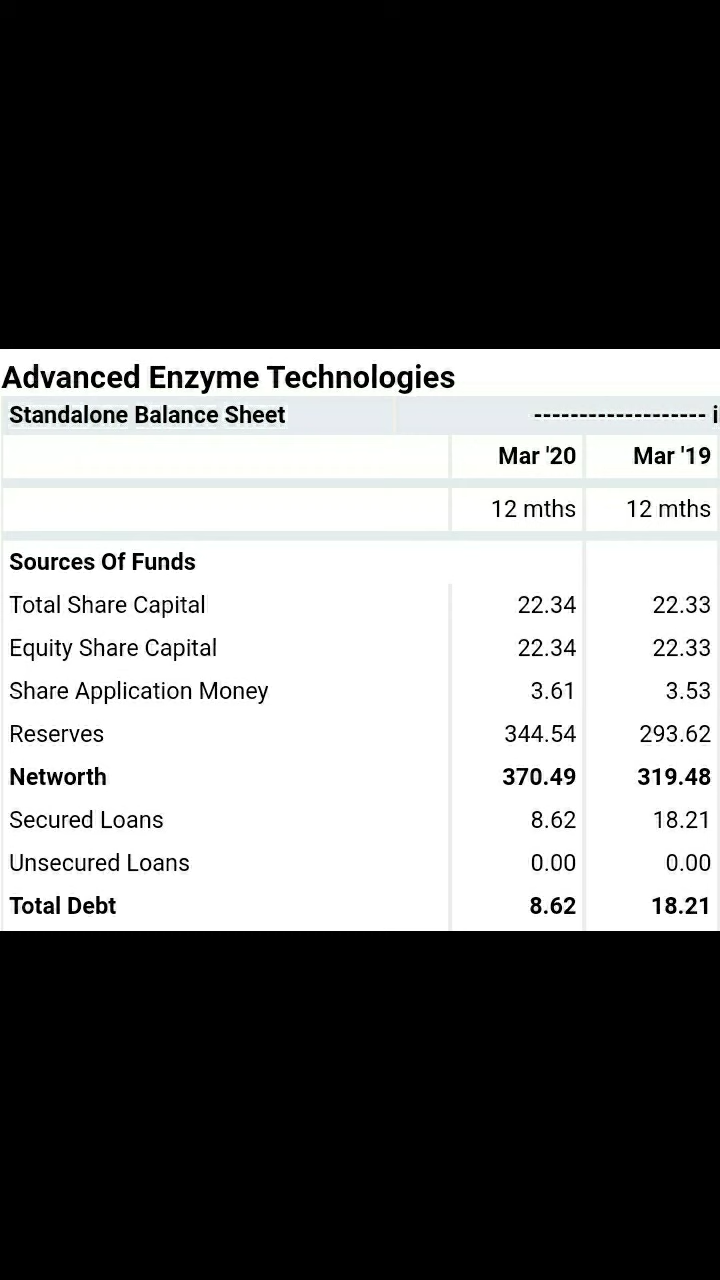 Advanced Enzyme Technologies
Standalone Balance Sheet ------------------- i
Mar '20 Mar '19
12 mths 12 mths
Sources Of Funds
Total Share Capital 22.34 22.33
Equity Share Capital 22.34 22.33
Share Application Money 3.61 3.53
Reserves 344.54 293.62
Networth 370.49 319.48
Secured Loans 8.62 18.21
Unsecured Loans 0.00 0.00
Total Debt 8.62 18.21